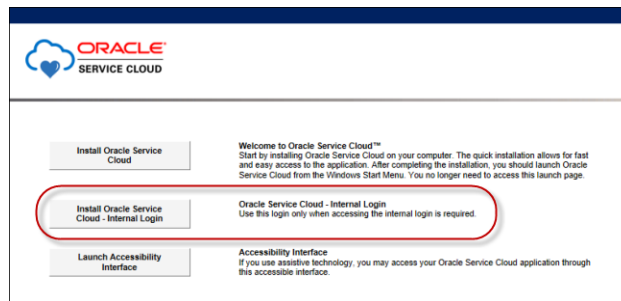 ORACLE®
SERVICE CLOUD
Install Oracle Service
Cloud
Welcome to Oracle Service Cloud™
Start by installing Oracle Service Cloud on your computer. The quick installation allows for fast
and easy access to the application. After completing the installation, you should launch Oracle
Service Cloud from the Windows Start Menu. You no longer need to access this launch page.
Install Oracle Service
Cloud - Internal Login
Oracle Service Cloud - Internal Login
Use this login only when accessing the internal login is required.
Launch Accessibility
Interface
Accessibility Interface
If you use assistive technology, you may access your Oracle Service Cloud application through
this accessible interface.